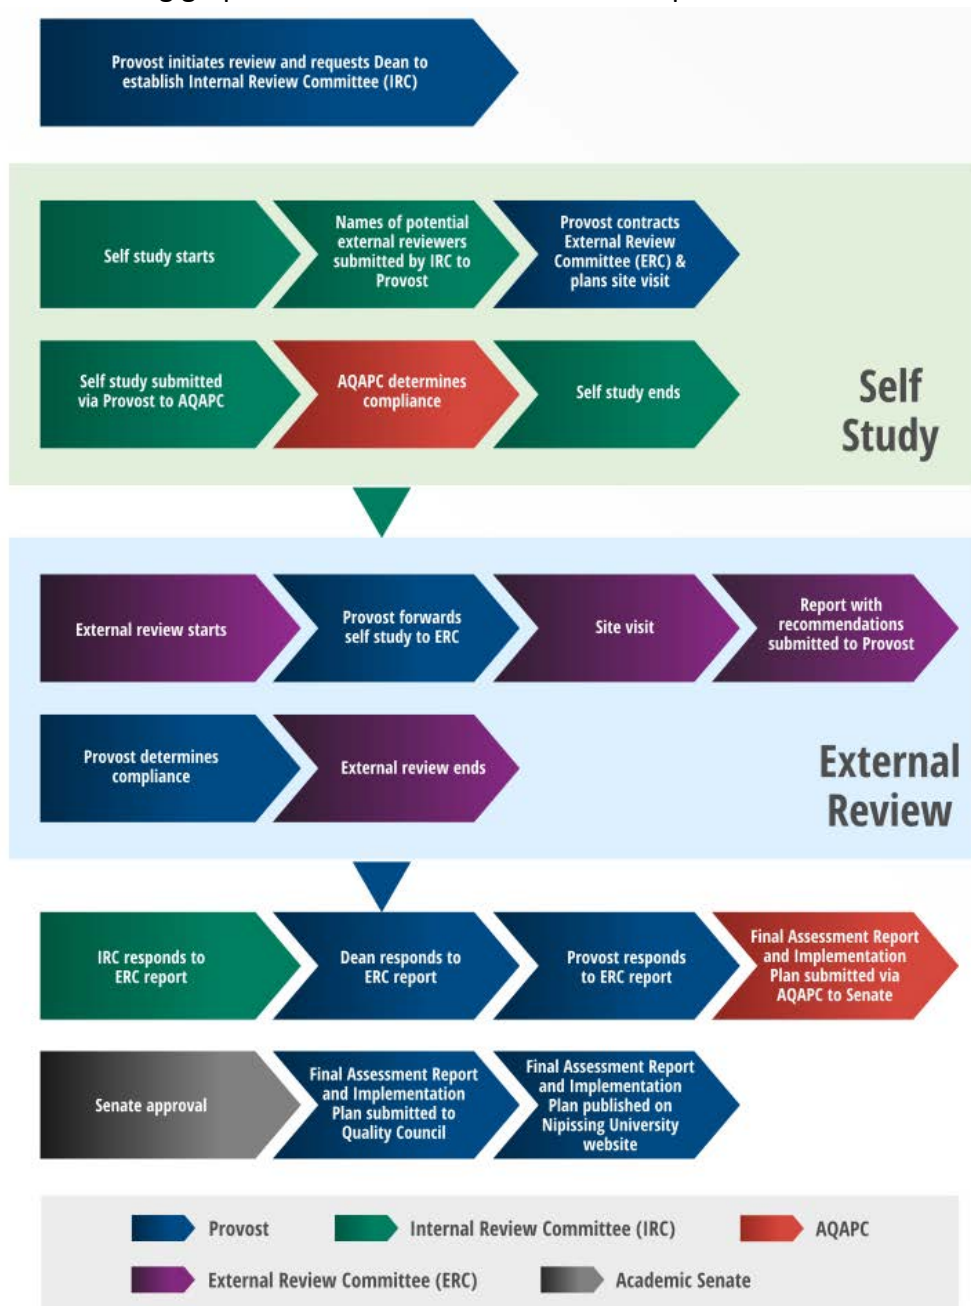 Provost initiates review and requests Dean to
establish Internal Review Committee (IRC)
Self study starts
Names of potential
external reviewers
submitted by IRC to
Provost
Provost contracts
External Review
Committee (ERC) &
plans site visit
Self study submitted
via Provost to AQAPC
AQAPC determines
compliance
Self study ends
Self
Study
External review starts
Provost forwards
self study to ERC
Site visit
Report with
recommendations
submitted to Provost
Provost determines
compliance
External review ends
External
Review
IRC responds to
ERC report
Dean responds to
ERC report
Provost responds
to ERC report
Final Assessment Report
and Implementation
Plan submitted via
AQAPC to Senate
Senate approval
Final Assessment Report
and Implementation
Plan submitted to
Quality Council
Final Assessment Report
and Implementation
Plan published on
Nipissing University
website
Provost
Internal Review Committee (IRC)
AQAPC
External Review Committee (ERC)
Academic Senate